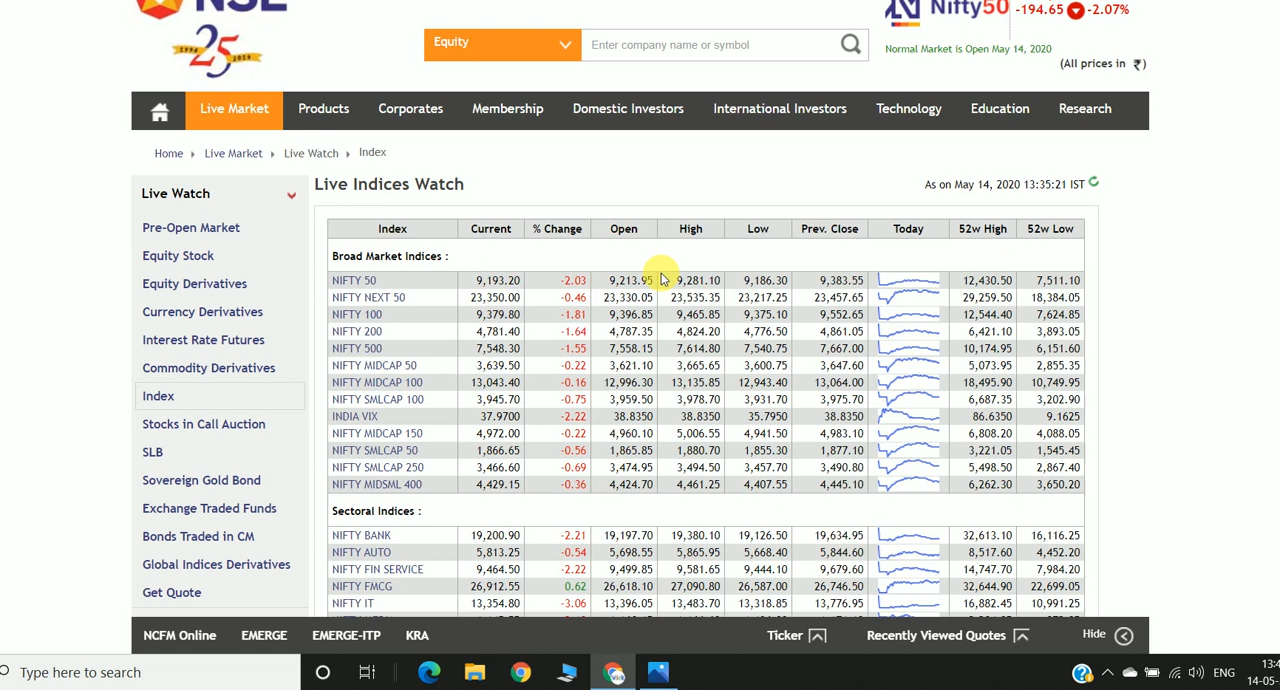 NSE
1994 25 2019
Equity
Enter company name or symbol
Nifty50 -194.65 -2.07%
Normal Market is Open May 14, 2020
(All prices in ₹)
Live Market Products Corporates Membership Domestic Investors International Investors Technology Education Research
Home Live Market Live Watch Index
Live Watch
Pre-Open Market
Equity Stock
Equity Derivatives
Currency Derivatives
Interest Rate Futures
Commodity Derivatives
Index
Stocks in Call Auction
SLB
Sovereign Gold Bond
Exchange Traded Funds
Bonds Traded in CM
Global Indices Derivatives
Get Quote
Live Indices Watch
As on May 14, 2020 13:35:21 IST
Index Current % Change Open High Low Prev. Close Today 52w High 52w Low
Broad Market Indices :
NIFTY 50 9,193.20 -2.03 9,213.95 9,281.10 9,186.30 9,383.55 12,430.50 7,511.10
NIFTY NEXT 50 23,350.00 -0.46 23,330.05 23,535.35 23,217.25 23,457.65 29,259.50 18,384.05
NIFTY 100 9,379.80 -1.81 9,396.85 9,465.85 9,375.10 9,552.65 12,544.40 7,624.85
NIFTY 200 4,781.40 -1.64 4,787.35 4,824.20 4,776.50 4,861.05 6,421.10 3,893.05
NIFTY 500 7,548.30 -1.55 7,558.15 7,614.80 7,540.75 7,667.00 10,174.95 6,151.60
NIFTY MIDCAP 50 3,639.50 -0.22 3,621.10 3,665.65 3,600.75 3,647.60 5,073.95 2,855.35
NIFTY MIDCAP 100 13,043.40 -0.16 12,996.30 13,135.85 12,943.40 13,064.00 18,495.90 10,749.95
NIFTY SMLCAP 100 3,945.70 -0.75 3,959.50 3,978.70 3,931.70 3,975.70 6,687.35 3,202.90
INDIA VIX 37.9700 -2.22 38.8350 38.8350 35.7950 38.8350 86.6350 9.1625
NIFTY MIDCAP 150 4,972.00 -0.22 4,960.10 5,006.55 4,941.50 4,983.10 6,808.20 4,088.05
NIFTY SMLCAP 50 1,866.65 -0.56 1,865.85 1,880.70 1,855.30 1,877.10 3,221.05 1,545.45
NIFTY SMLCAP 250 3,466.60 -0.69 3,474.95 3,494.50 3,457.70 3,490.80 5,498.50 2,867.40
NIFTY MIDSML 400 4,429.15 -0.36 4,424.70 4,461.25 4,407.55 4,445.10 6,262.30 3,650.20
Sectoral Indices :
NIFTY BANK 19,200.90 -2.21 19,197.70 19,380.10 19,126.50 19,634.95 32,613.10 16,116.25
NIFTY AUTO 5,813.25 -0.54 5,698.55 5,865.95 5,668.40 5,844.60 8,517.60 4,452.20
NIFTY FIN SERVICE 9,464.50 -2.22 9,499.85 9,581.65 9,444.10 9,679.60 14,747.70 7,984.20
NIFTY FMCG 26,912.55 0.62 26,618.10 27,090.80 26,587.00 26,746.50 32,644.90 22,699.05
NIFTY IT 13,354.80 -3.06 13,396.05 13,483.70 13,318.85 13,776.95 16,882.45 10,991.25
NCFM Online EMERGE EMERGE-ITP KRA Ticker Recently Viewed Quotes Hide
Type here to search
ENG
13:4
14-05-